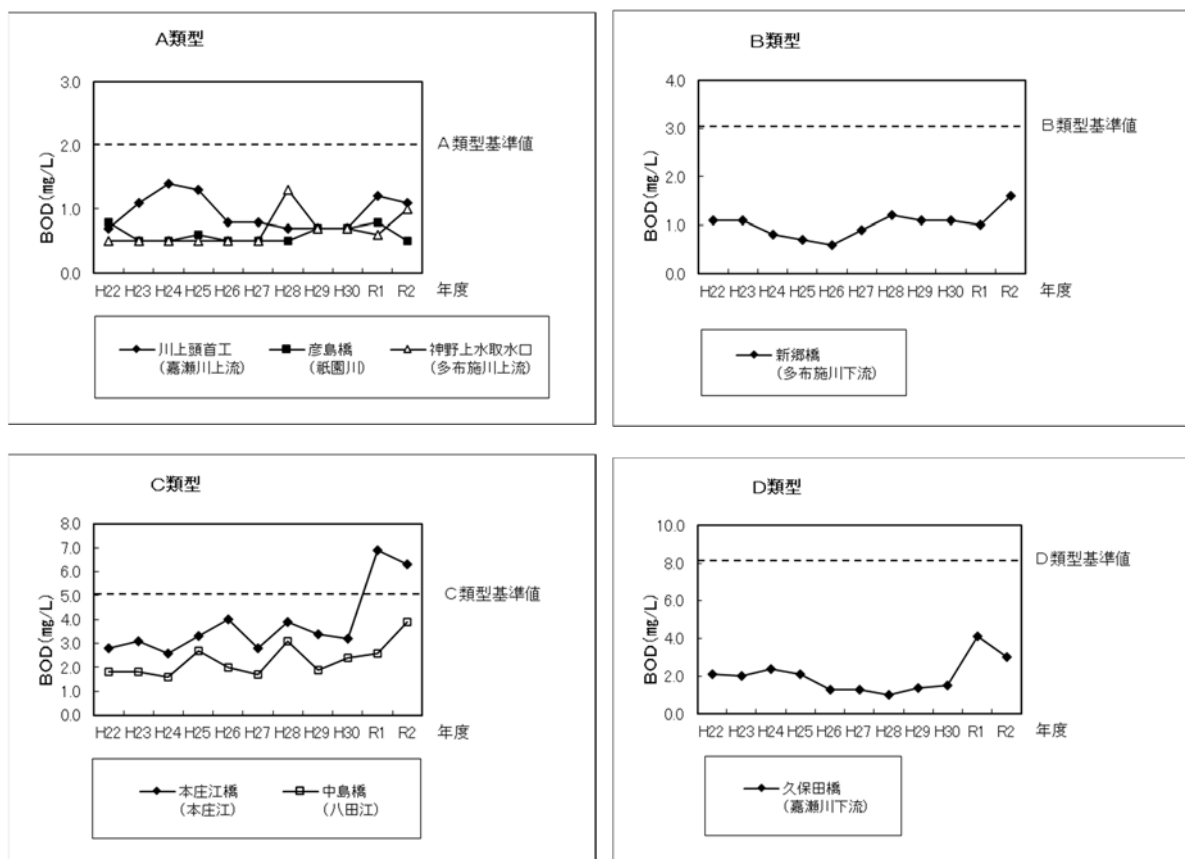 A類型
3.0
2.0
1.0
0.0
BOD(㎎/L)
A類型基準値
H22 H23 H24 H25 H26 H27 H28 H29 H30 R1 R2 年度
川上頭首工 彦島橋 神野上水取水口
(嘉瀬川上流) (祇園川) (多布施川上流)
B類型
4.0
3.0
2.0
1.0
0.0
BOD(㎎/L)
B類型基準値
H22 H23 H24 H25 H26 H27 H28 H29 H30 R1 R2 年度
新郷橋
(多布施川下流)
C類型
8.0
7.0
6.0
5.0
4.0
3.0
2.0
1.0
0.0
BOD(㎎/L)
C類型基準値
H22 H23 H24 H25 H26 H27 H28 H29 H30 R1 R2 年度
本庄江橋 中島橋
(本庄江) (八田江)
D類型
10.0
8.0
6.0
4.0
2.0
0.0
BOD(㎎/L)
D類型基準値
H22 H23 H24 H25 H26 H27 H28 H29 H30 R1 R2 年度
久保田橋
(嘉瀬川下流)